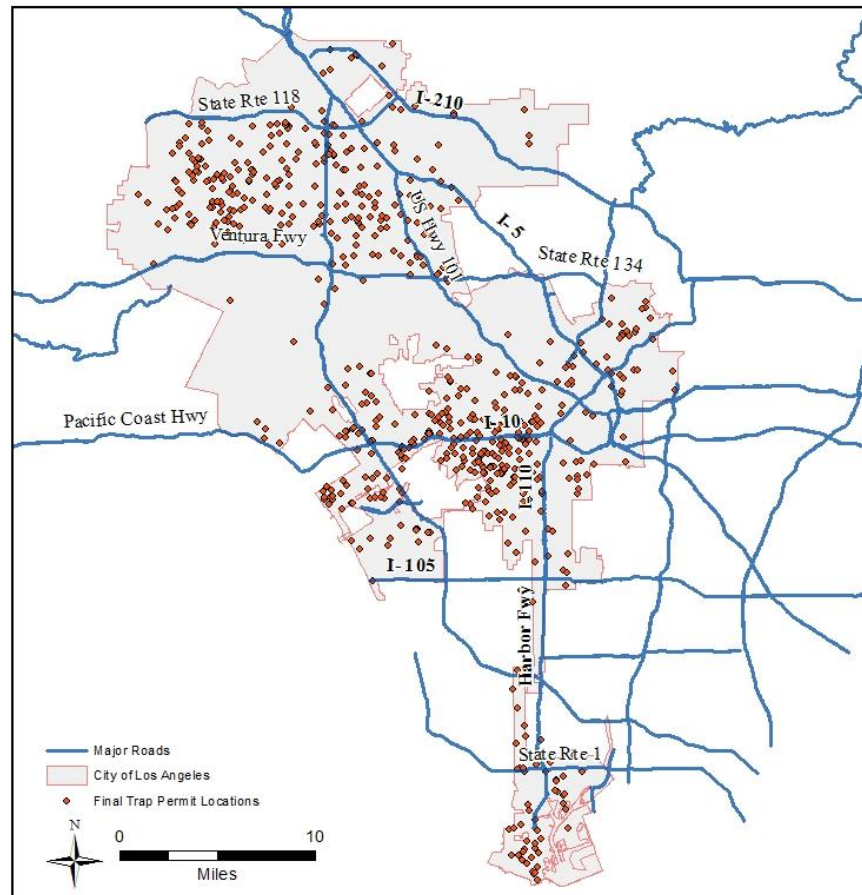 I-210
State Rte 118
US Hwy 101
I-5
Ventura Fwy
State Rte 134
Pacific Coast Hwy
I-10
I-110
I-105
Harbor Fwy
State Rte 1
Major Roads
City of Los Angeles
Final Trap Permit Locations
N
0 10
Miles